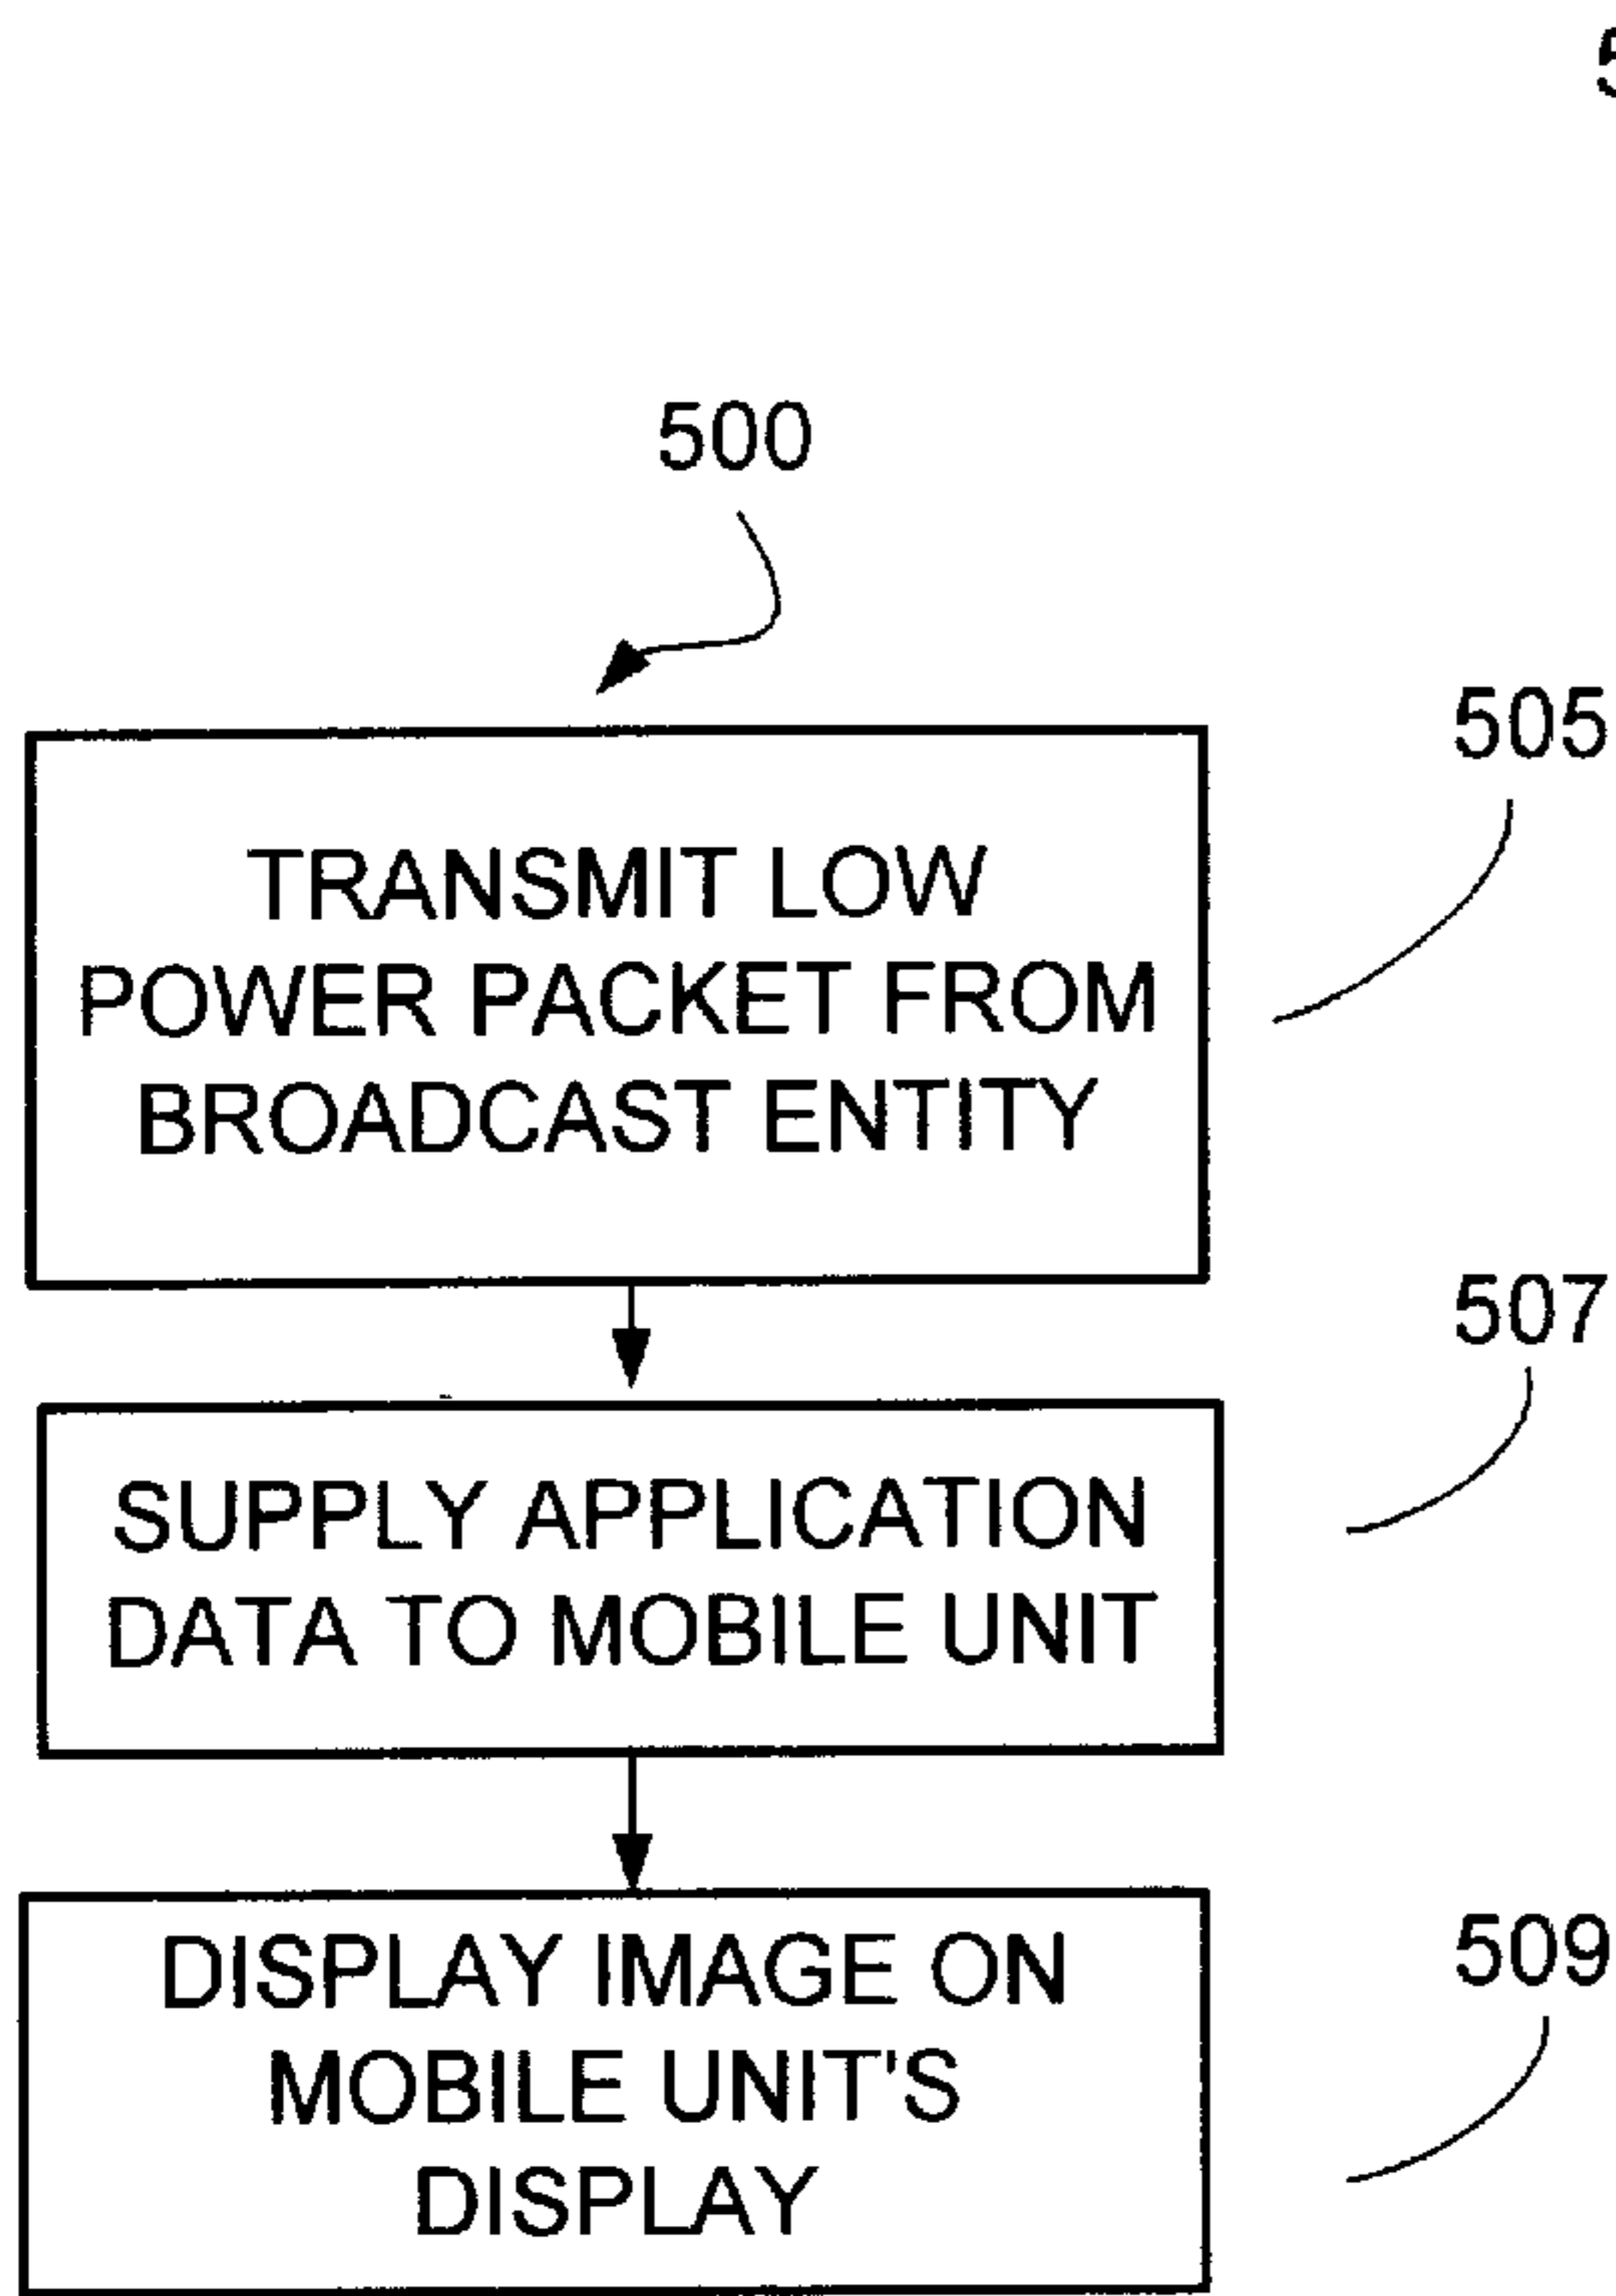 500
505
TRANSMIT LOW
POWER PACKET FROM
BROADCAST ENTITY
507
SUPPLY APPLICATION
DATA TO MOBILE UNIT
509
DISPLAY IMAGE ON
MOBILE UNIT'S
DISPLAY